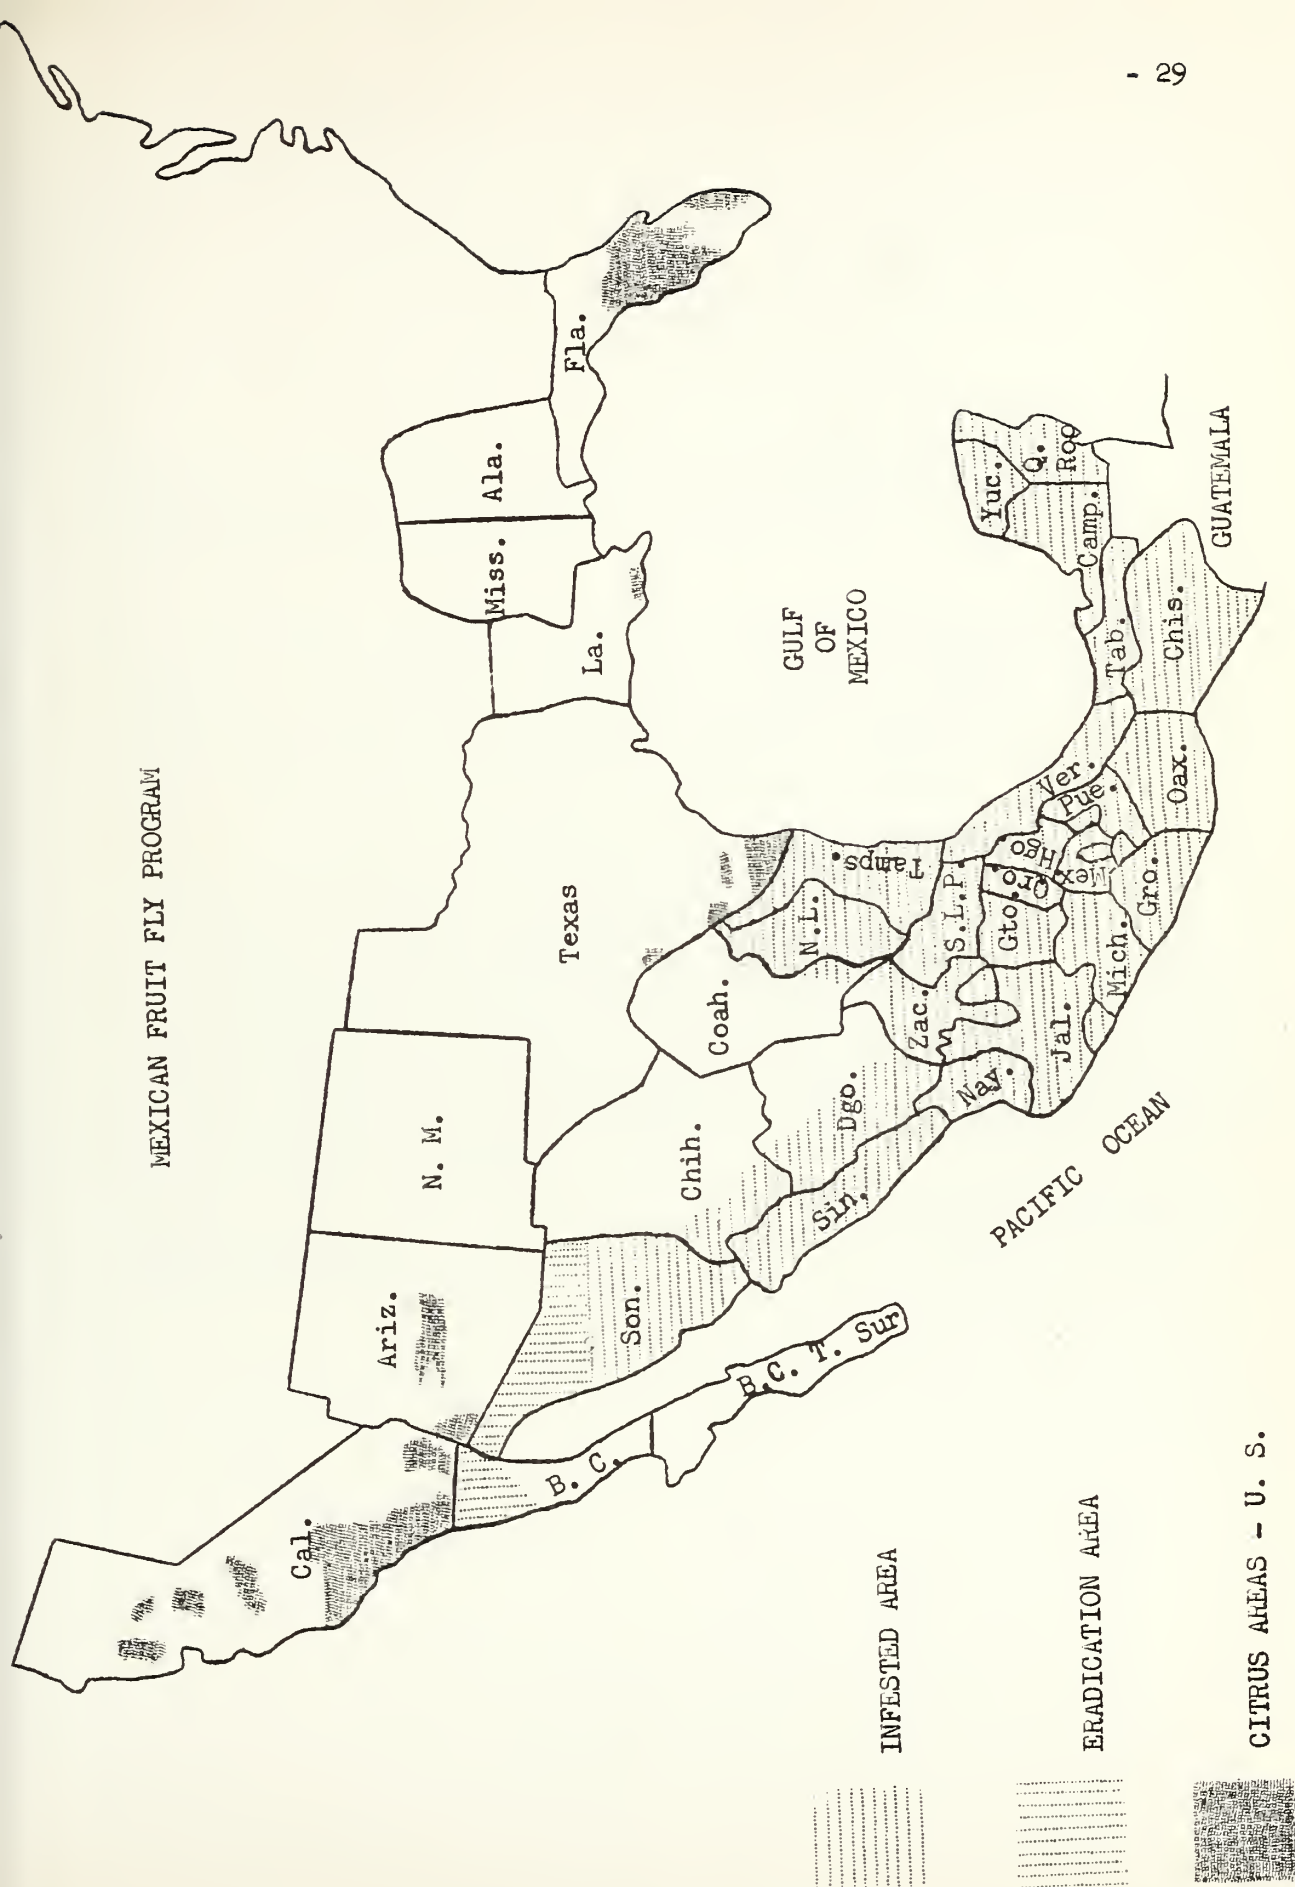 - 29
MEXICAN FRUIT FLY PROGRAM
Cal.
Ariz.
N. M.
Texas
La.
Miss.
Ala.
Fla.
B. C.
B.C. T. Sur
Son.
Chih.
Coah.
N.L.
Tamps.
Sin.
Dgo.
Zac.
S.L.P.
Nay.
Jal.
Gto.
Qro.
Hgo.
Mex.
Mich.
Gro.
Pue.
Ver.
Oax.
Tab.
Chis.
Camp.
Yuc.
Q.
Roo
GULF
OF
MEXICO
GUATEMALA
PACIFIC OCEAN
INFESTED AREA
ERADICATION AREA
CITRUS AREAS - U. S.